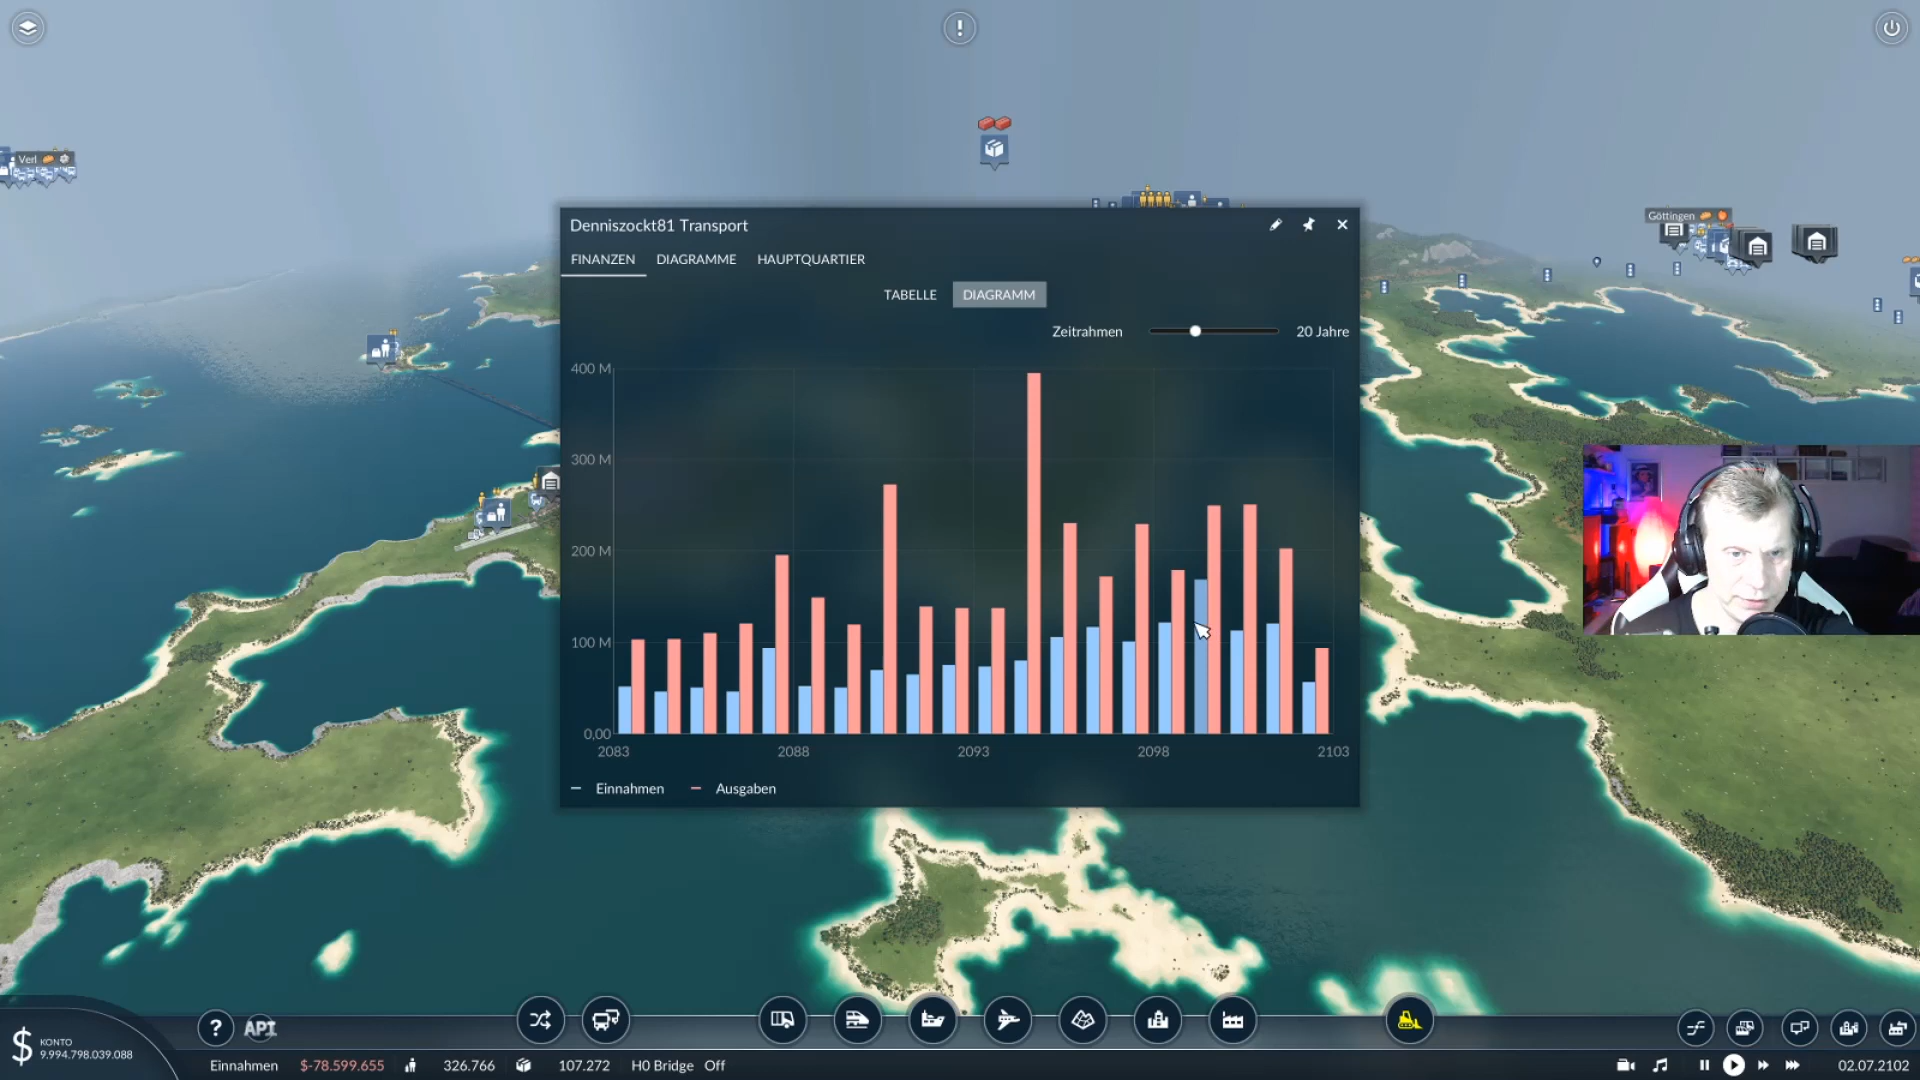 Verl
Göttingen
Denniszockt81 Transport
FINANZEN DIAGRAMME HAUPTQUARTIER
TABELLE DIAGRAMM
Zeitrahmen 20 Jahre
400 M
300 M
200 M
100 M
0,00
2083 2088 2093 2098 2103
Einnahmen Ausgaben
? API
$ KONTO
9.994.798.039.088
Einnahmen $-78.599.655 326.766 107.272 H0 Bridge Off
02.07.2102